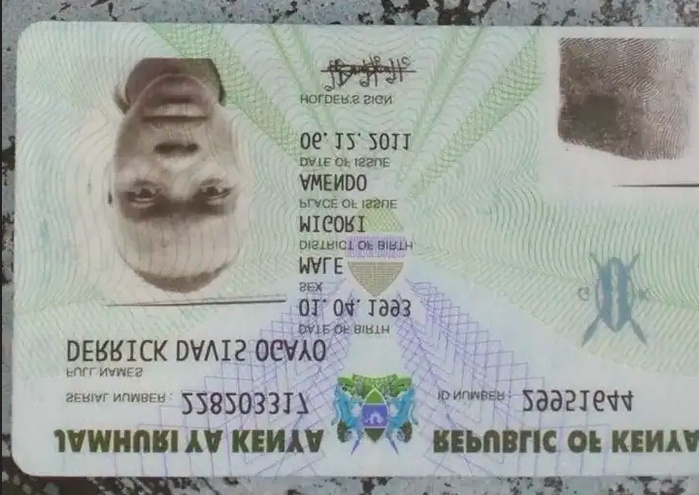 JAMHURI YA KENYA REPUBLIC OF KENYA
SERIAL NUMBER: 228203317 ID NUMBER: 29951644
FULL NAMES
DERRICK DAVIS OGAYO
DATE OF BIRTH
01. 04. 1993
SEX
MALE
DISTRICT OF BIRTH
MIGORI
PLACE OF ISSUE
AWENDO
DATE OF ISSUE
06. 12. 2011
HOLDER'S SIGN